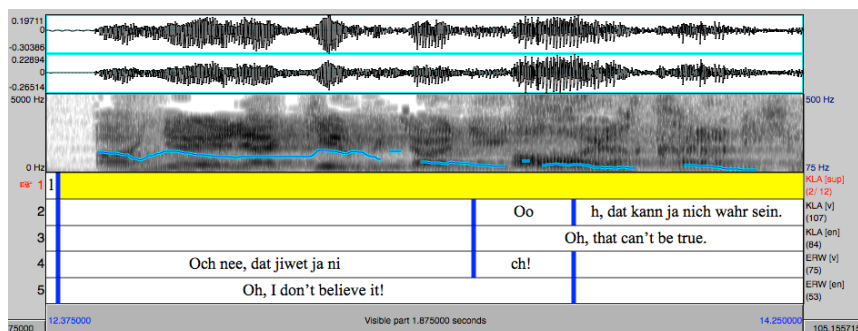 0.19711
0
-0.30386
0.22894
0
-0.26514
5000 Hz 500 Hz
0 Hz 75 Hz
1 l KLA [sup] (2/ 12)
2 Oo h, dat kann ja nich wahr sein. KLA [v] (107)
3 Oh, that can't be true. KLA [en] (84)
4 Och nee, dat jiwet ja ni ch! ERW [v] (75)
5 Oh, I don't believe it! ERW [en] (53)
12.375000 Visible part 1.875000 seconds 14.250000
75000 105.155715